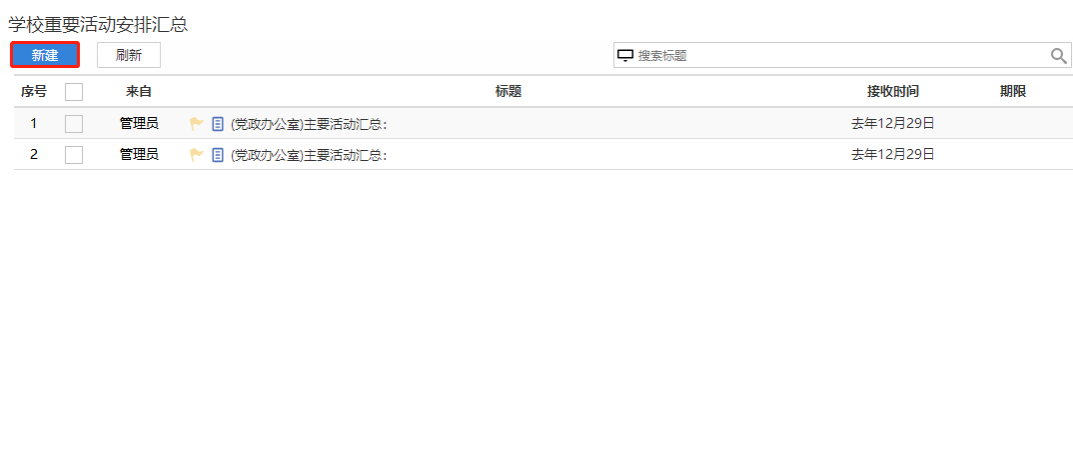 学校重要活动安排汇总
新建 刷新 搜索标题
序号 来自 标题 接收时间 期限
1 管理员 (党政办公室)主要活动汇总: 去年12月29日
2 管理员 (党政办公室)主要活动汇总: 去年12月29日